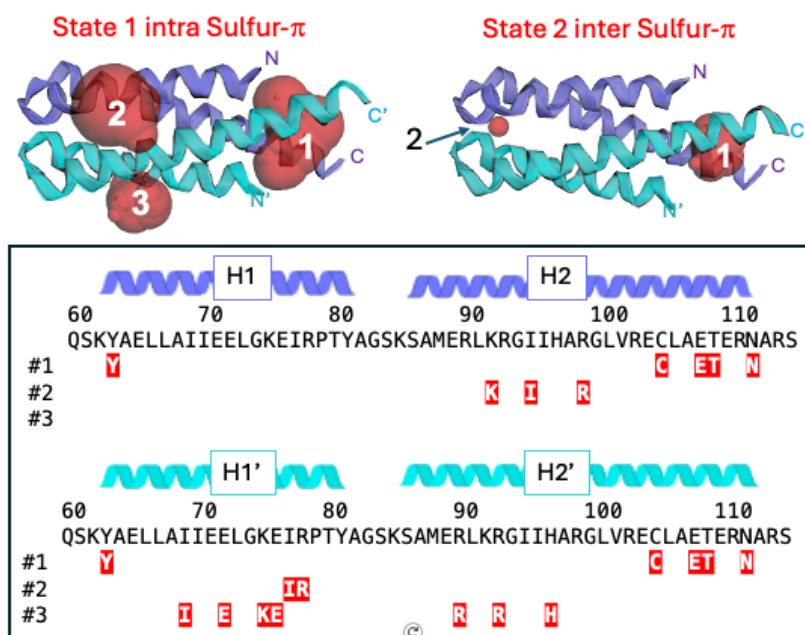 State 1 intra Sulfur-π
State 2 inter Sulfur-π
N
N
2
1
C'
C
3
N'
2
1
C
C
N'
H1
H2
60 70 80 90 100 110
QSKYAELLAIIEELGKEIRPTYAGSKSAMERLKRGIIHARGLVRECLAETERNARS
#1 Y C ET N
#2 K I R
#3
H1'
H2'
60 70 80 90 100 110
QSKYAELLAIIEELGKEIRPTYAGSKSAMERLKRGIIHARGLVRECLAETERNARS
#1 Y C ET N
#2 IR
#3 I E KE R R H